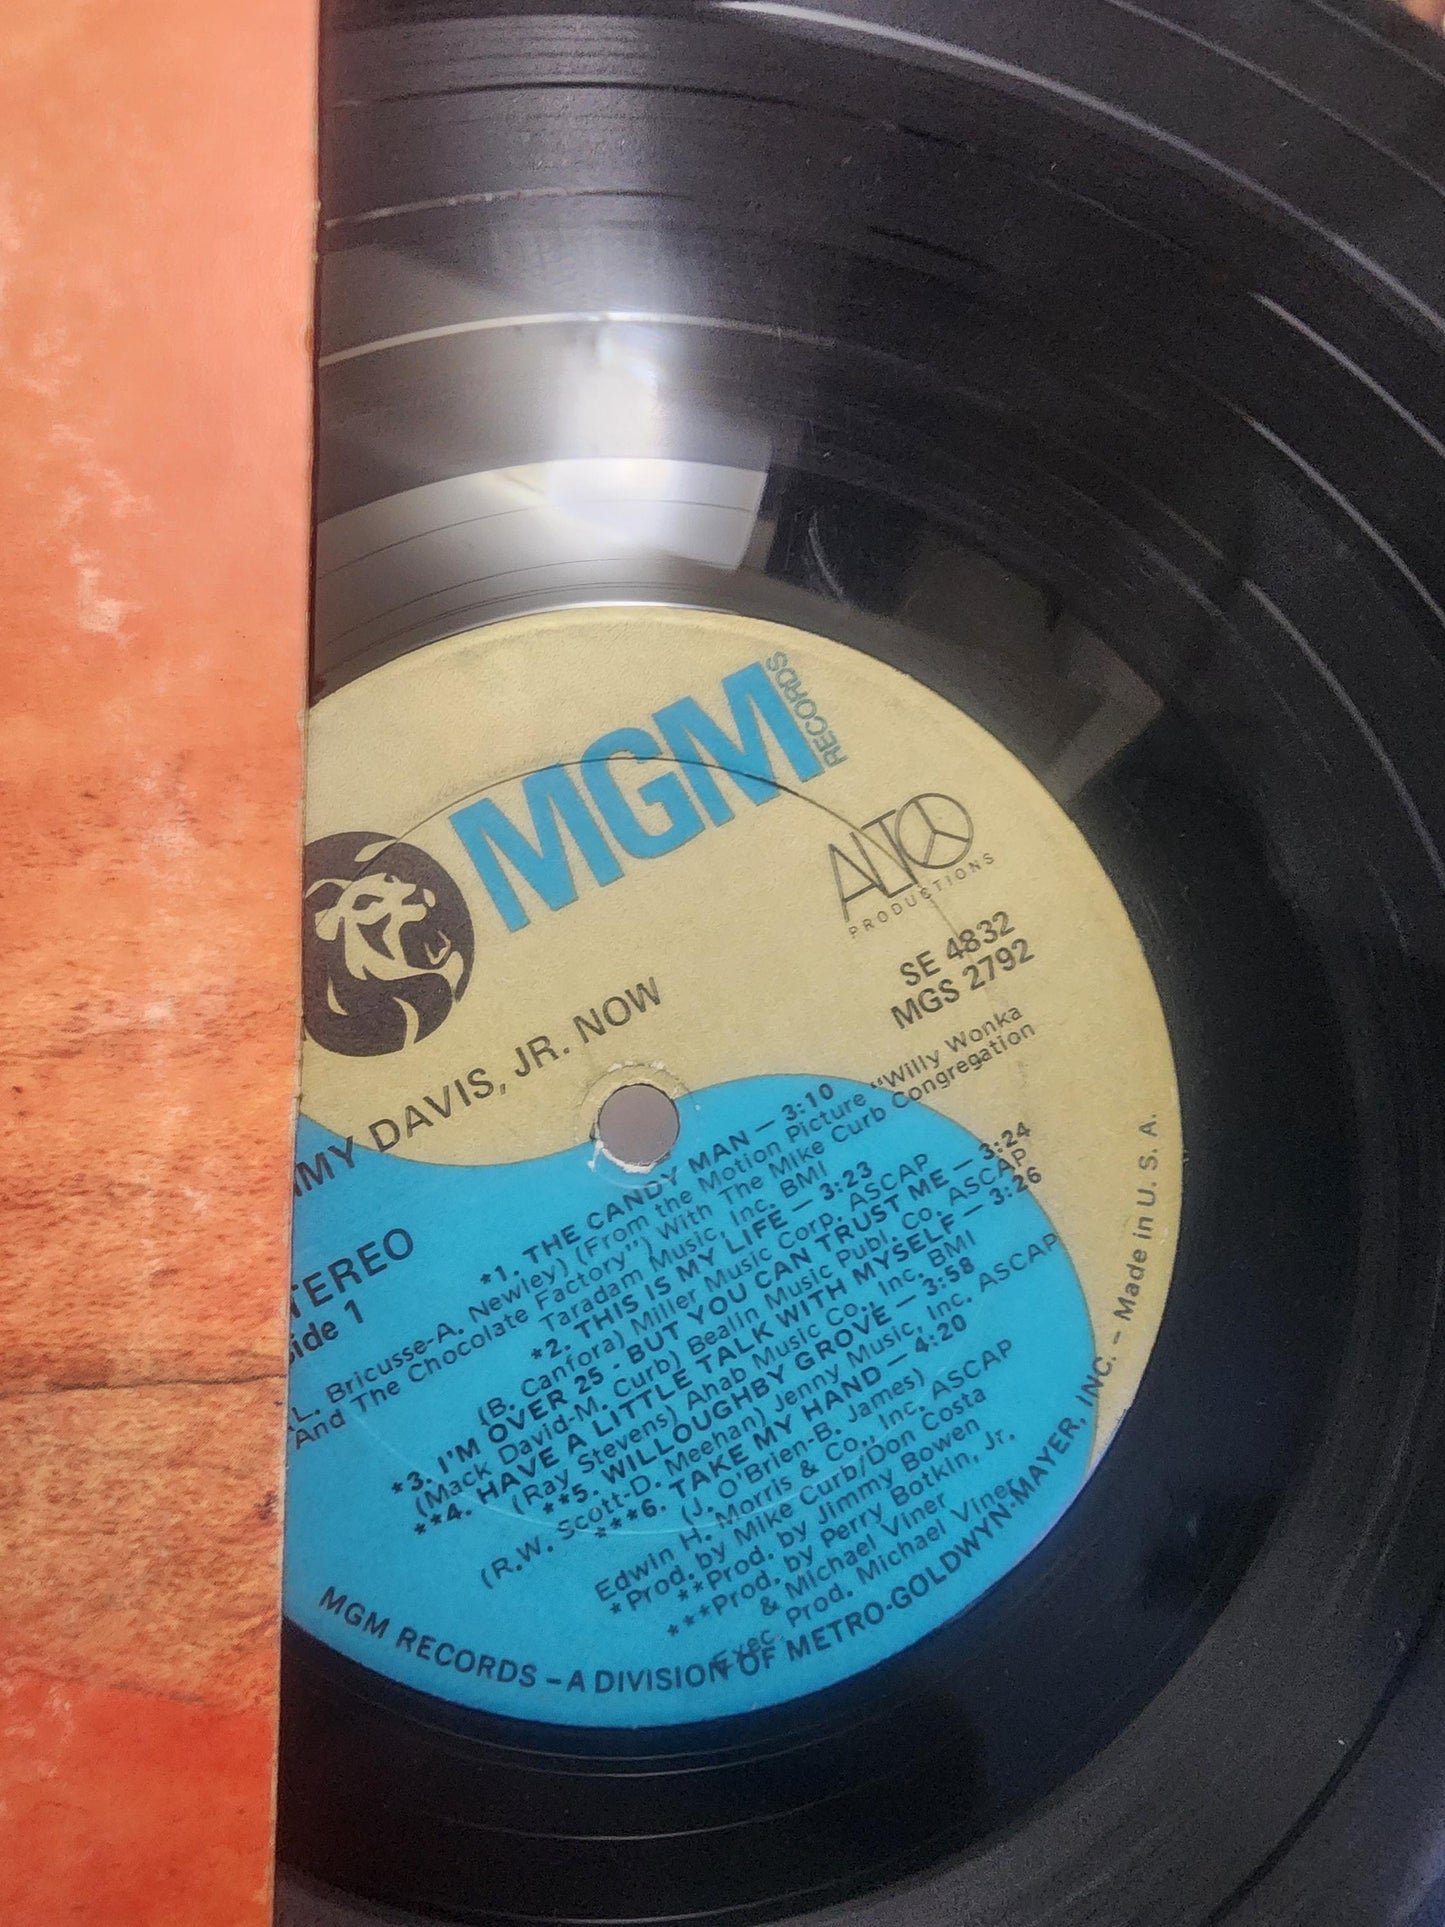 MGM RECORDS
ALTO
PRODUCTIONS
SE 4832
MGS 2792
MMY DAVIS, JR. NOW
TEREO
ide 1
*1. THE CANDY MAN — 3:10
L. Bricusse-A. Newley) (From the Motion Picture "Willy Wonka
And The Chocolate Factory") With The Mike Curb Congregation
Taradam Music, Inc. BMI
*2. THIS IS MY LIFE — 3:23
(B. Canfora) Miller Music Corp. ASCAP
*3. I'M OVER 25 - BUT YOU CAN TRUST ME — 3:24
(Mack David-M. Curb) Bealin Music Publ. Co. ASCAP
**4. HAVE A LITTLE TALK WITH MYSELF — 3:26
(Ray Stevens) Ahab Music Co., Inc. BMI
**5. WILLOUGHBY GROVE — 3:58
(R.W. Scott-D. Meehan) Jenny Music, Inc. ASCAP
***6. TAKE MY HAND — 4:20
(J. O'Brien-B. James)
Edwin H. Morris & Co., Inc. ASCAP
*Prod. by Mike Curb/Don Costa
**Prod. by Jimmy Bowen
***Prod. by Perry Botkin, Jr.
& Michael Viner
Exec. Prod. Michael Viner
MGM RECORDS – A DIVISION OF METRO-GOLDWYN-MAYER, INC. – Made in U. S. A.